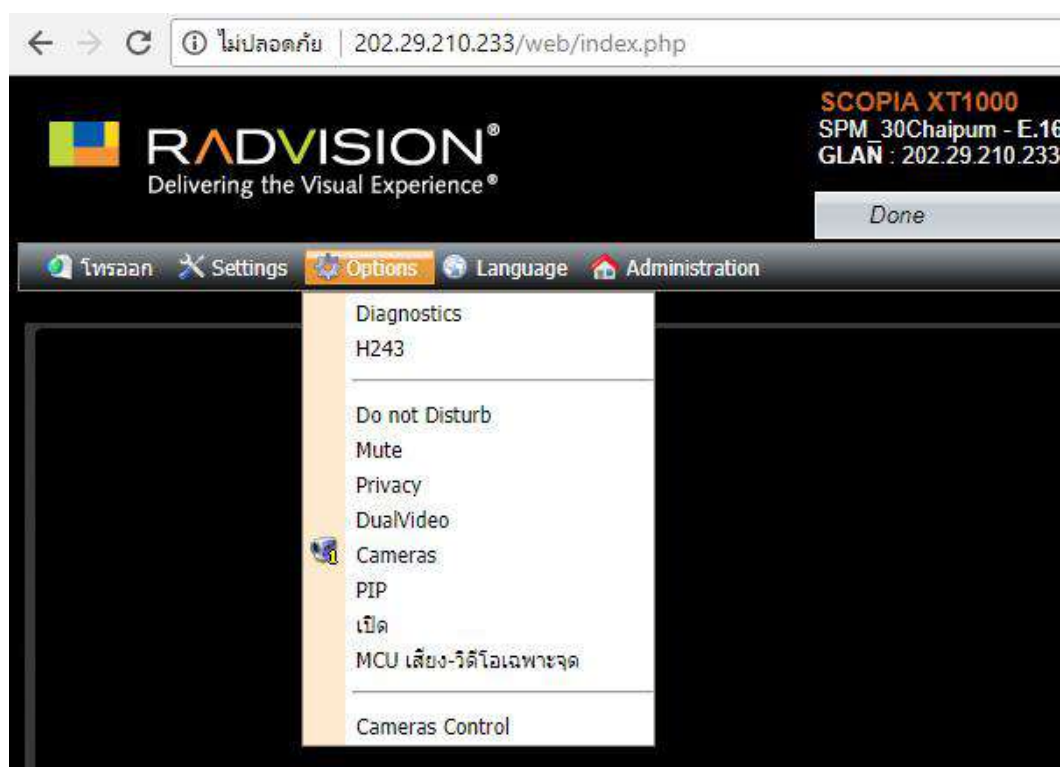 ไม่ปลอดภัย | 202.29.210.233/web/index.php
SCOPIA XT1000
SPM_30Chaipum - E.16
GLAN : 202.29.210.233
RADVISION®
Delivering the Visual Experience®
Done
โทรออก Settings Options Language Administration
Diagnostics
H243
Do not Disturb
Mute
Privacy
DualVideo
1 Cameras
PIP
เปิด
MCU เสียง-วิดีโอเฉพาะจุด
Cameras Control